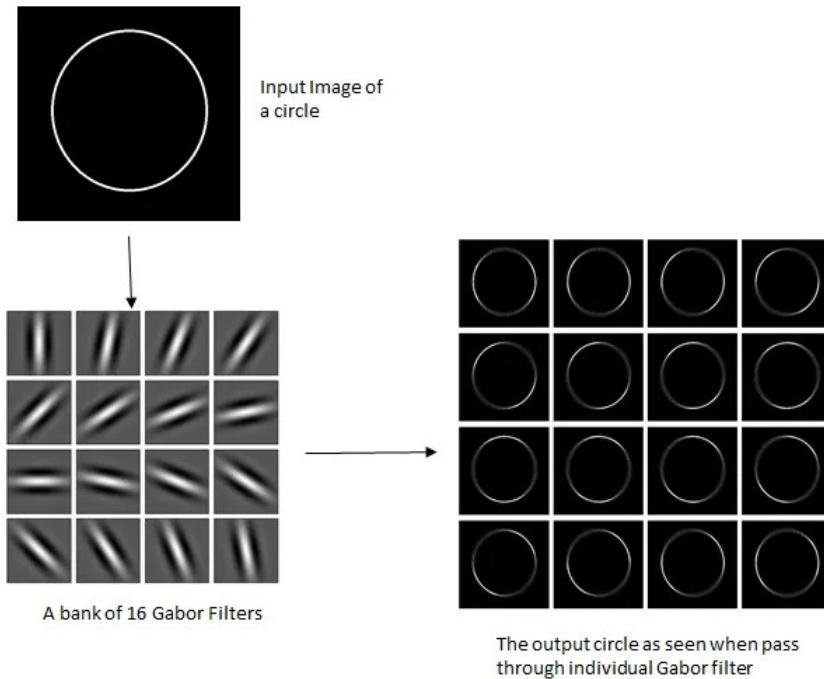 Input Image of
a circle
A bank of 16 Gabor Filters
The output circle as seen when pass
through individual Gabor filter